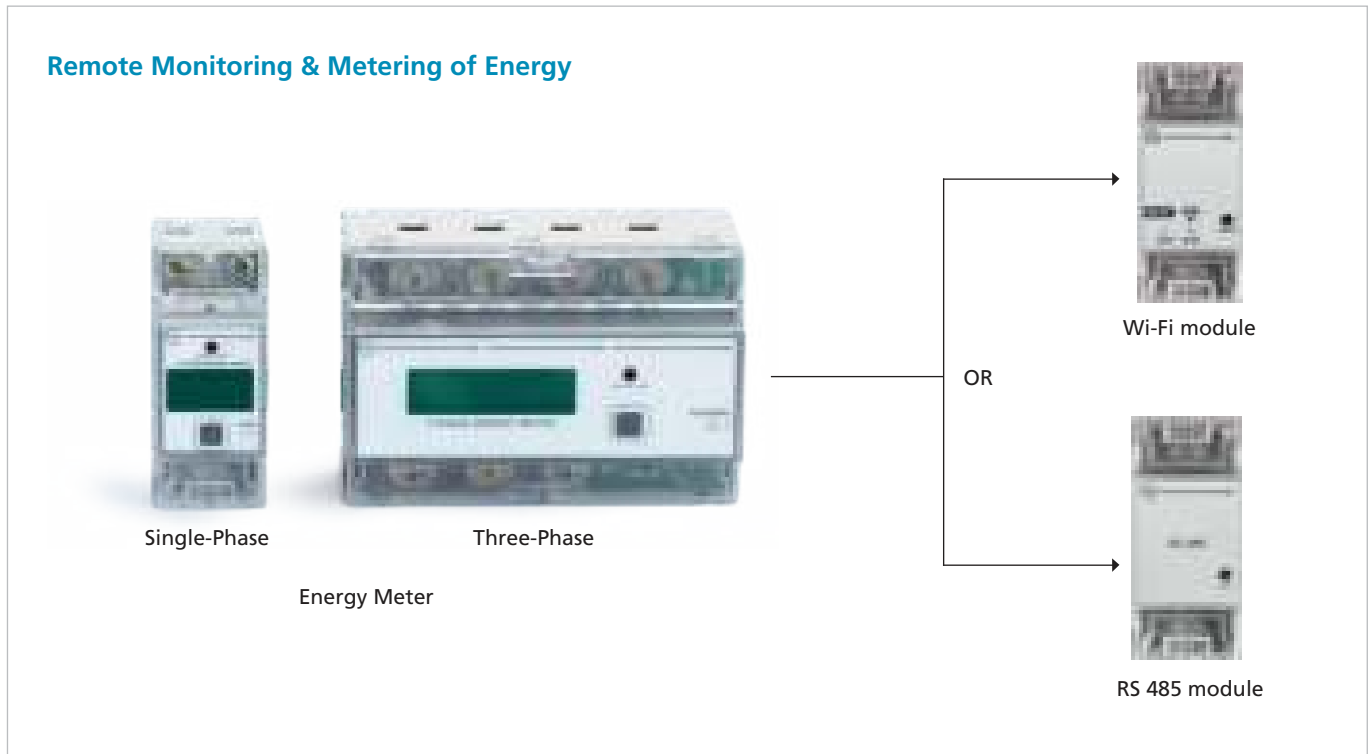 Remote Monitoring & Metering of Energy
Wi-Fi module
OR
Single-Phase
Three-Phase
Energy Meter
RS 485 module